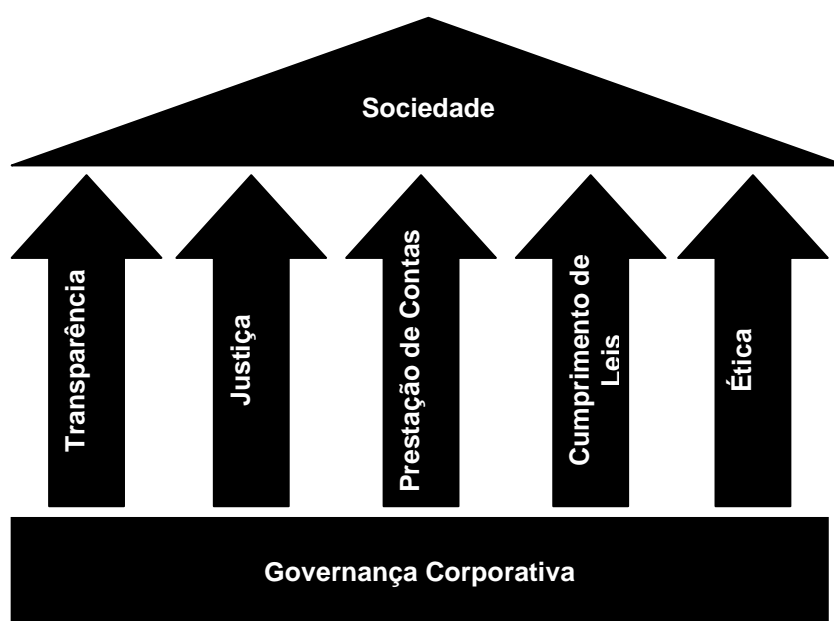 Sociedade
Transparência
Justiça
Prestação de Contas
Cumprimento de
Leis
Ética
Governança Corporativa